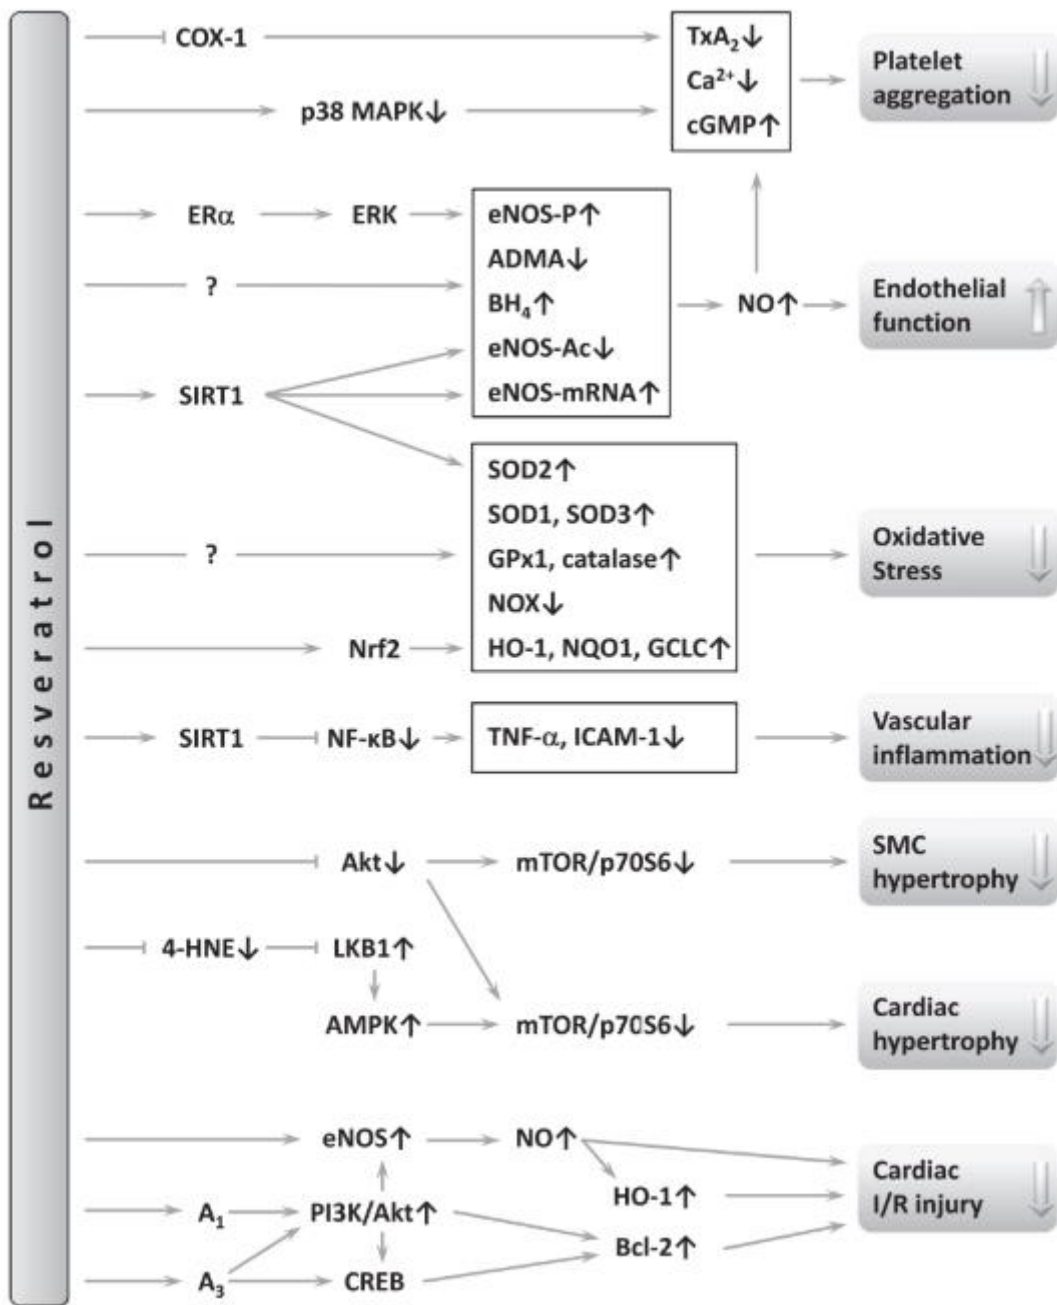 Resveratrol
COX-1
TxA₂↓
Ca²⁺↓
cGMP↑
Platelet
aggregation
p38 MAPK↓
ERα
ERK
eNOS-P↑
ADMA↓
BH₄↑
eNOS-Ac↓
eNOS-mRNA↑
?
SIRT1
NO↑
Endothelial
function
SOD2↑
SOD1, SOD3↑
GPx1, catalase↑
NOX↓
HO-1, NQO1, GCLC↑
?
Nrf2
Oxidative
Stress
SIRT1
NF-κB↓
TNF-α, ICAM-1↓
Vascular
inflammation
Akt↓
mTOR/p70S6↓
SMC
hypertrophy
4-HNE↓
LKB1↑
AMPK↑
mTOR/p70S6↓
Cardiac
hypertrophy
eNOS↑
NO↑
HO-1↑
Cardiac
I/R injury
A₁
PI3K/Akt↑
Bcl-2↑
A₃
CREB